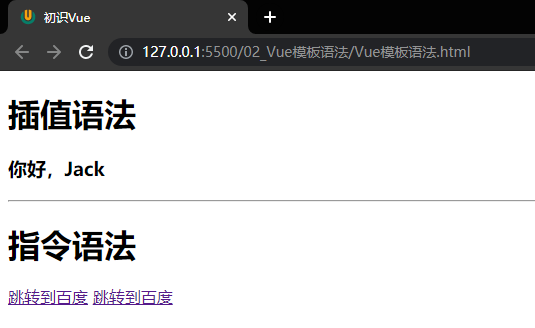 初识Vue
127.0.0.1:5500/02_Vue模板语法/Vue模板语法.html
插值语法
你好，Jack
指令语法
跳转到百度 跳转到百度